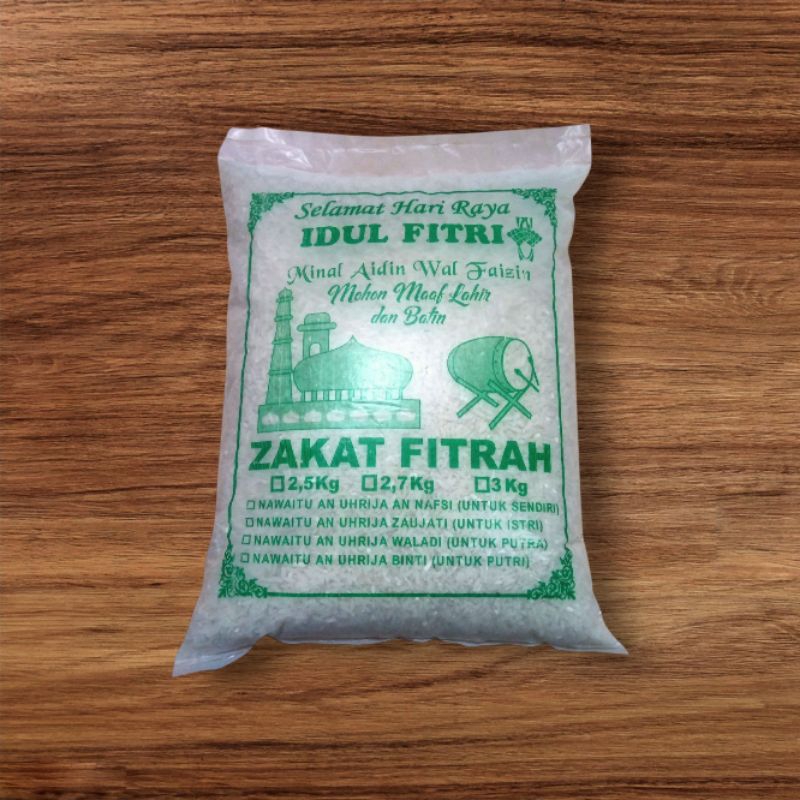 Selamat Hari Raya
IDUL FITRI
Minal Aidin Wal Faizin
Mohon Maaf Lahir
dan Batin
ZAKAT FITRAH
2,5Kg 2,7Kg 3Kg
NAWAITU AN UHRIJA AN NAFSI (UNTUK SENDIRI)
NAWAITU AN UHRIJA ZAUJATI (UNTUK ISTRI)
NAWAITU AN UHRIJA WALADI (UNTUK PUTRA)
NAWAITU AN UHRIJA BINTI (UNTUK PUTRI)